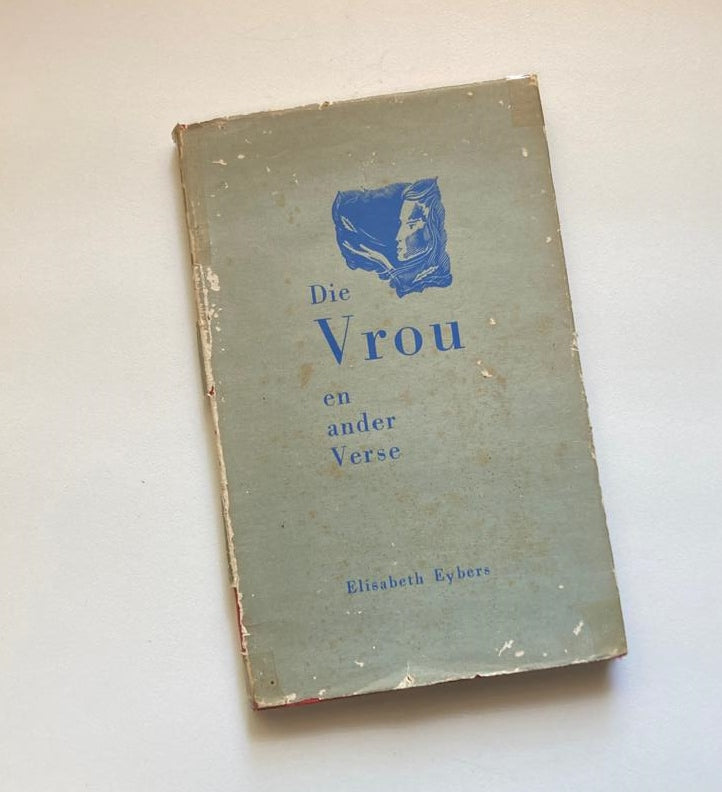 Die
Vrou
en
ander
Verse
Elisabeth Eybers